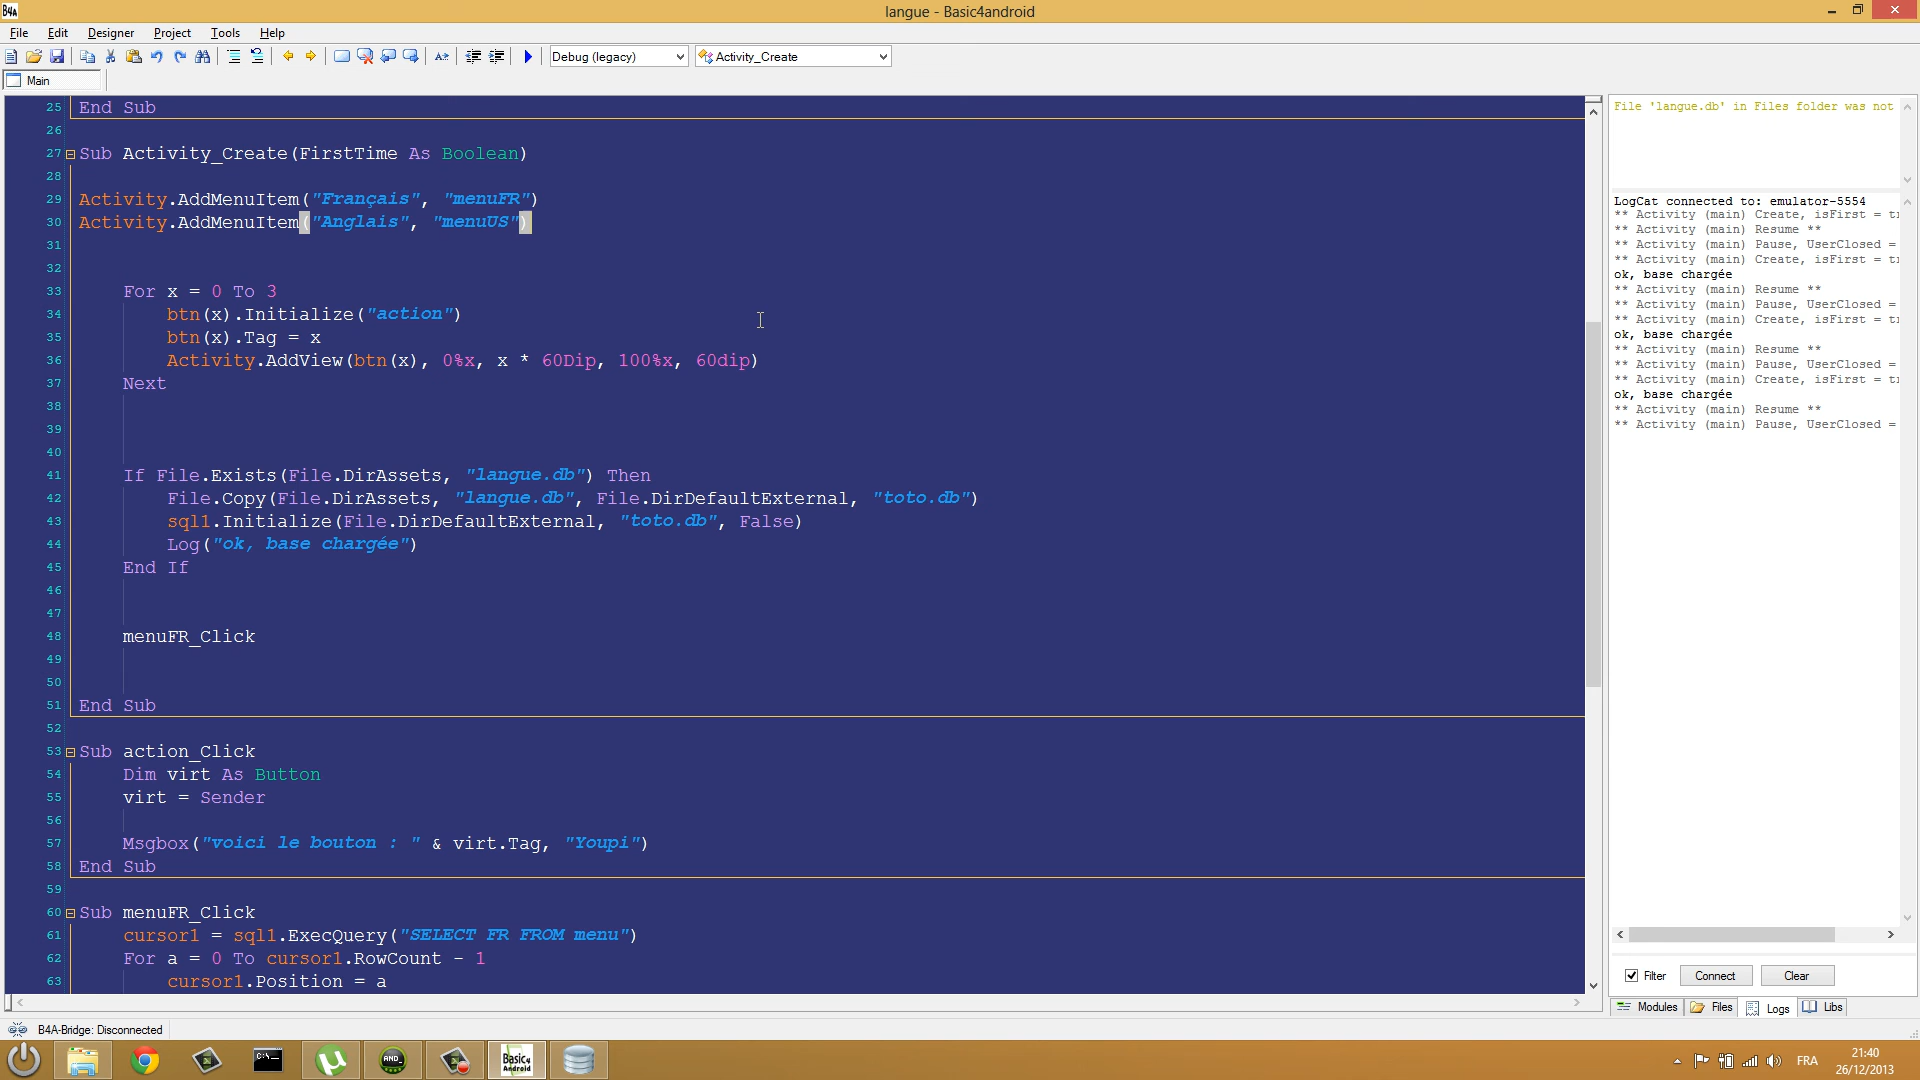 B4A
langue - Basic4android
File Edit Designer Project Tools Help
Debug (legacy) Activity_Create
Main
25 End Sub
26
27 Sub Activity_Create(FirstTime As Boolean)
28
29 Activity.AddMenuItem("Français", "menuFR")
30 Activity.AddMenuItem("Anglais", "menuUS")
31
32
33 For x = 0 To 3
34 btn(x).Initialize("action")
35 btn(x).Tag = x
36 Activity.AddView(btn(x), 0%x, x * 60Dip, 100%x, 60dip)
37 Next
38
39
40
41 If File.Exists(File.DirAssets, "langue.db") Then
42 File.Copy(File.DirAssets, "langue.db", File.DirDefaultExternal, "toto.db")
43 sql1.Initialize(File.DirDefaultExternal, "toto.db", False)
44 Log("ok, base chargée")
45 End If
46
47
48 menuFR_Click
49
50
51 End Sub
52
53 Sub action_Click
54 Dim virt As Button
55 virt = Sender
56
57 Msgbox("voici le bouton : " & virt.Tag, "Youpi")
58 End Sub
59
60 Sub menuFR_Click
61 cursor1 = sql1.ExecQuery("SELECT FR FROM menu")
62 For a = 0 To cursor1.RowCount - 1
63 cursor1.Position = a
File 'langue.db' in Files folder was not
LogCat connected to: emulator-5554
** Activity (main) Create, isFirst = t
** Activity (main) Resume **
** Activity (main) Pause, UserClosed =
** Activity (main) Create, isFirst = t
ok, base chargée
** Activity (main) Resume **
** Activity (main) Pause, UserClosed =
** Activity (main) Create, isFirst = t
ok, base chargée
** Activity (main) Resume **
** Activity (main) Pause, UserClosed =
** Activity (main) Create, isFirst = t
ok, base chargée
** Activity (main) Resume **
** Activity (main) Pause, UserClosed =
Filter Connect Clear
Modules Files Logs Libs
B4A-Bridge: Disconnected
C:\ AND_ Basic4 Android
FRA
21:40
26/12/2013